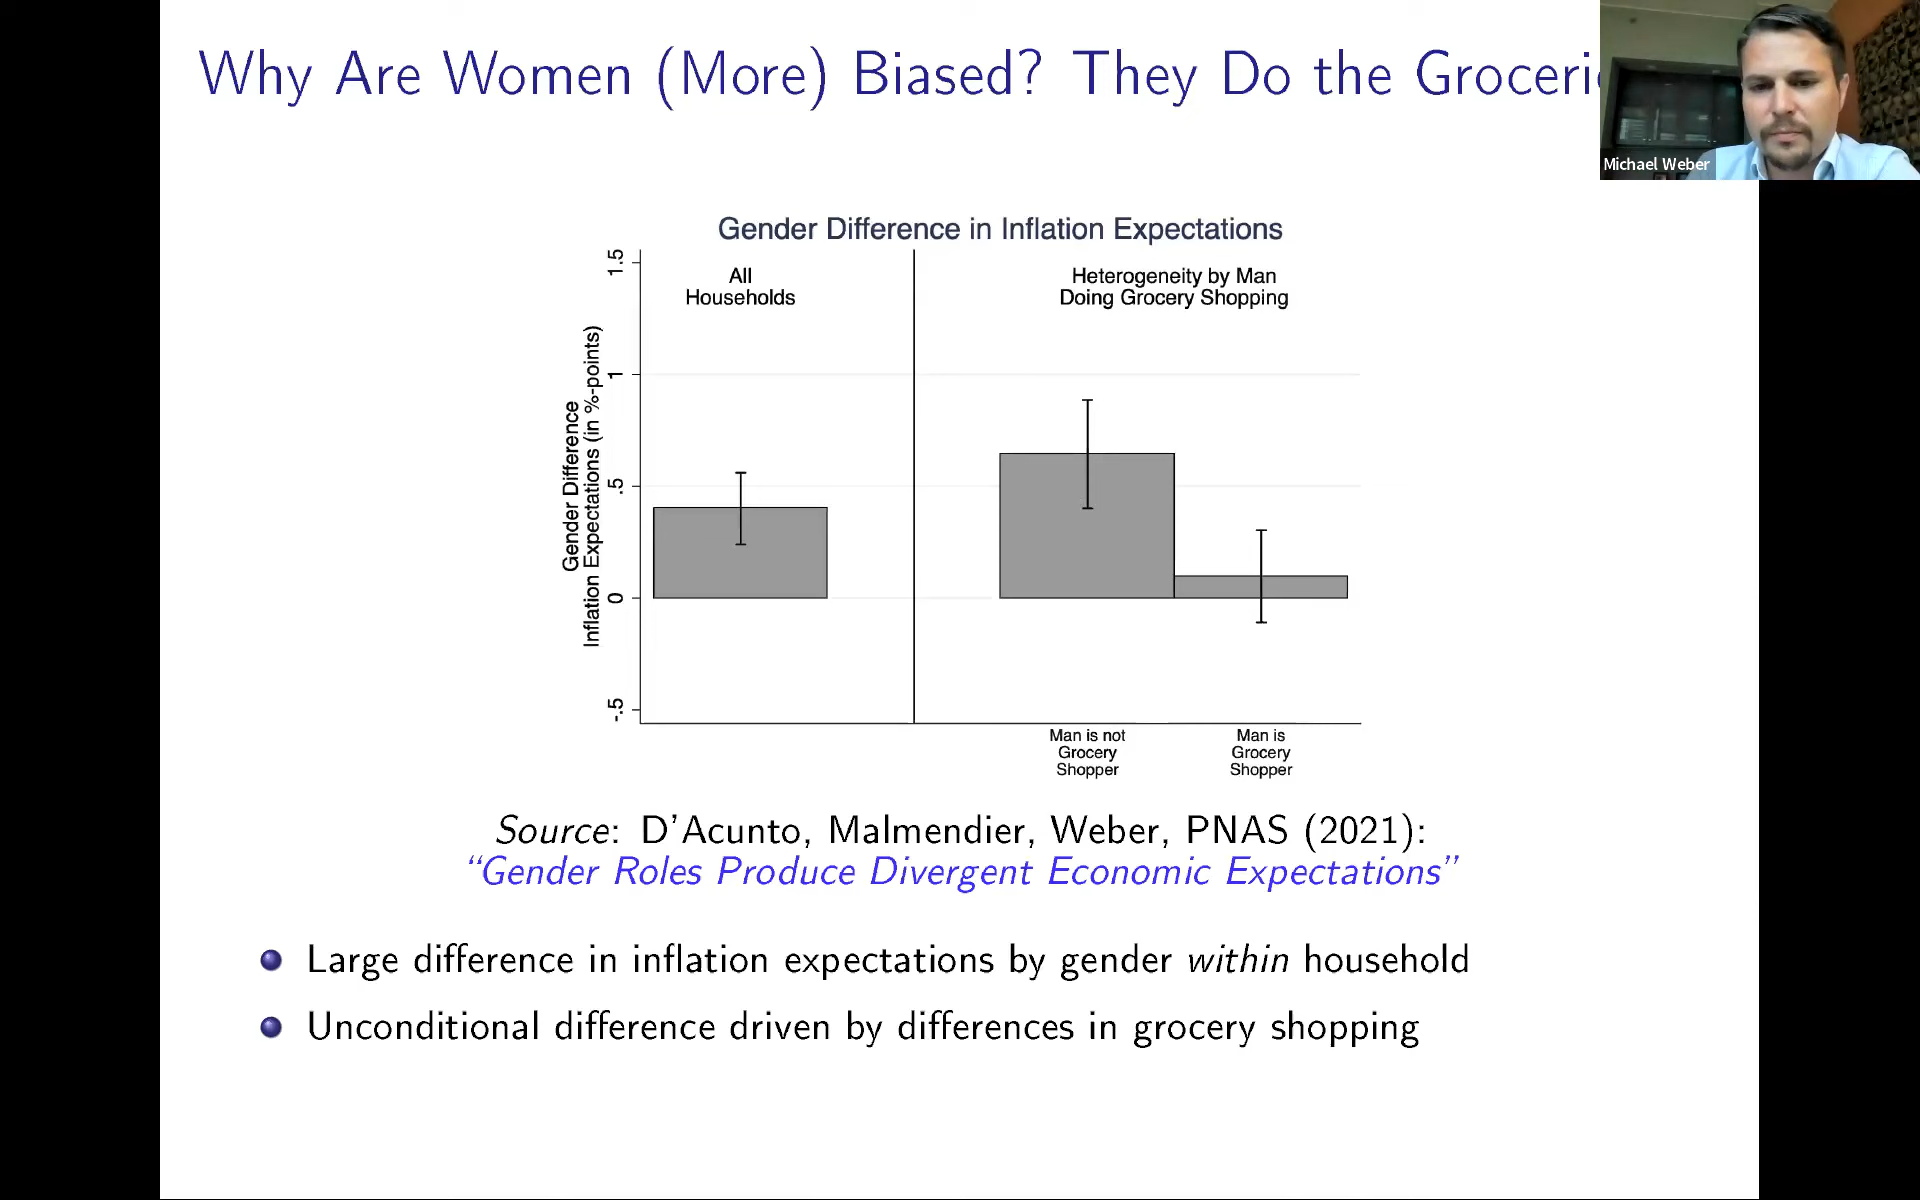 Why Are Women (More) Biased? They Do the
Michael Weber
Gender Difference in Inflation Expectations
All
Households
Heterogeneity by Man
Doing Grocery Shopping
Gender Difference
Inflation Expectations (in %-points)
1.5
1
.5
0
-.5
Man is not
Grocery
Shopper
Man is
Grocery
Shopper
Source: D'Acunto, Malmendier, Weber, PNAS (2021):
“Gender Roles Produce Divergent Economic Expectations”
Large difference in inflation expectations by gender within household
Unconditional difference driven by differences in grocery shopping